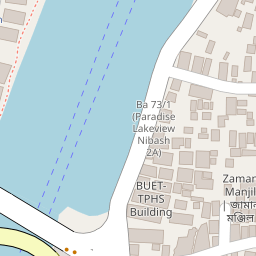 Ba 73/1
(Paradise
Lakeview
Nibash
2A)
BUET-
TPHS
Building
Zaman
Manjil
| জামান
মঞ্জিল